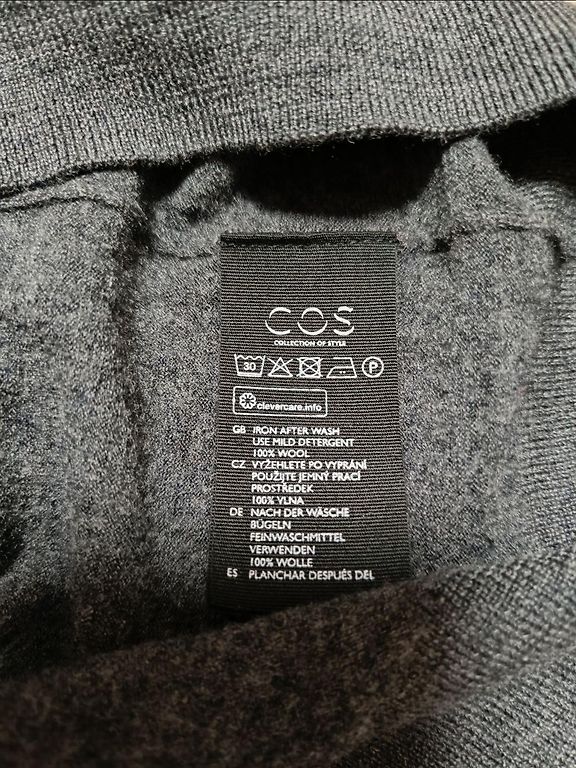 COS
COLLECTION OF STYLE
30 P
clevercare.info
GB IRON AFTER WASH
USE MILD DETERGENT
100% WOOL
CZ VYŽEHLETE PO VYPRÁNÍ
POUŽIJTE JEMNÝ PRACÍ
PROSTŘEDEK
100% VLNA
DE NACH DER WÄSCHE
BÜGELN
FEINWASCHMITTEL
VERWENDEN
100% WOLLE
ES PLANCHAR DESPUÉS DEL